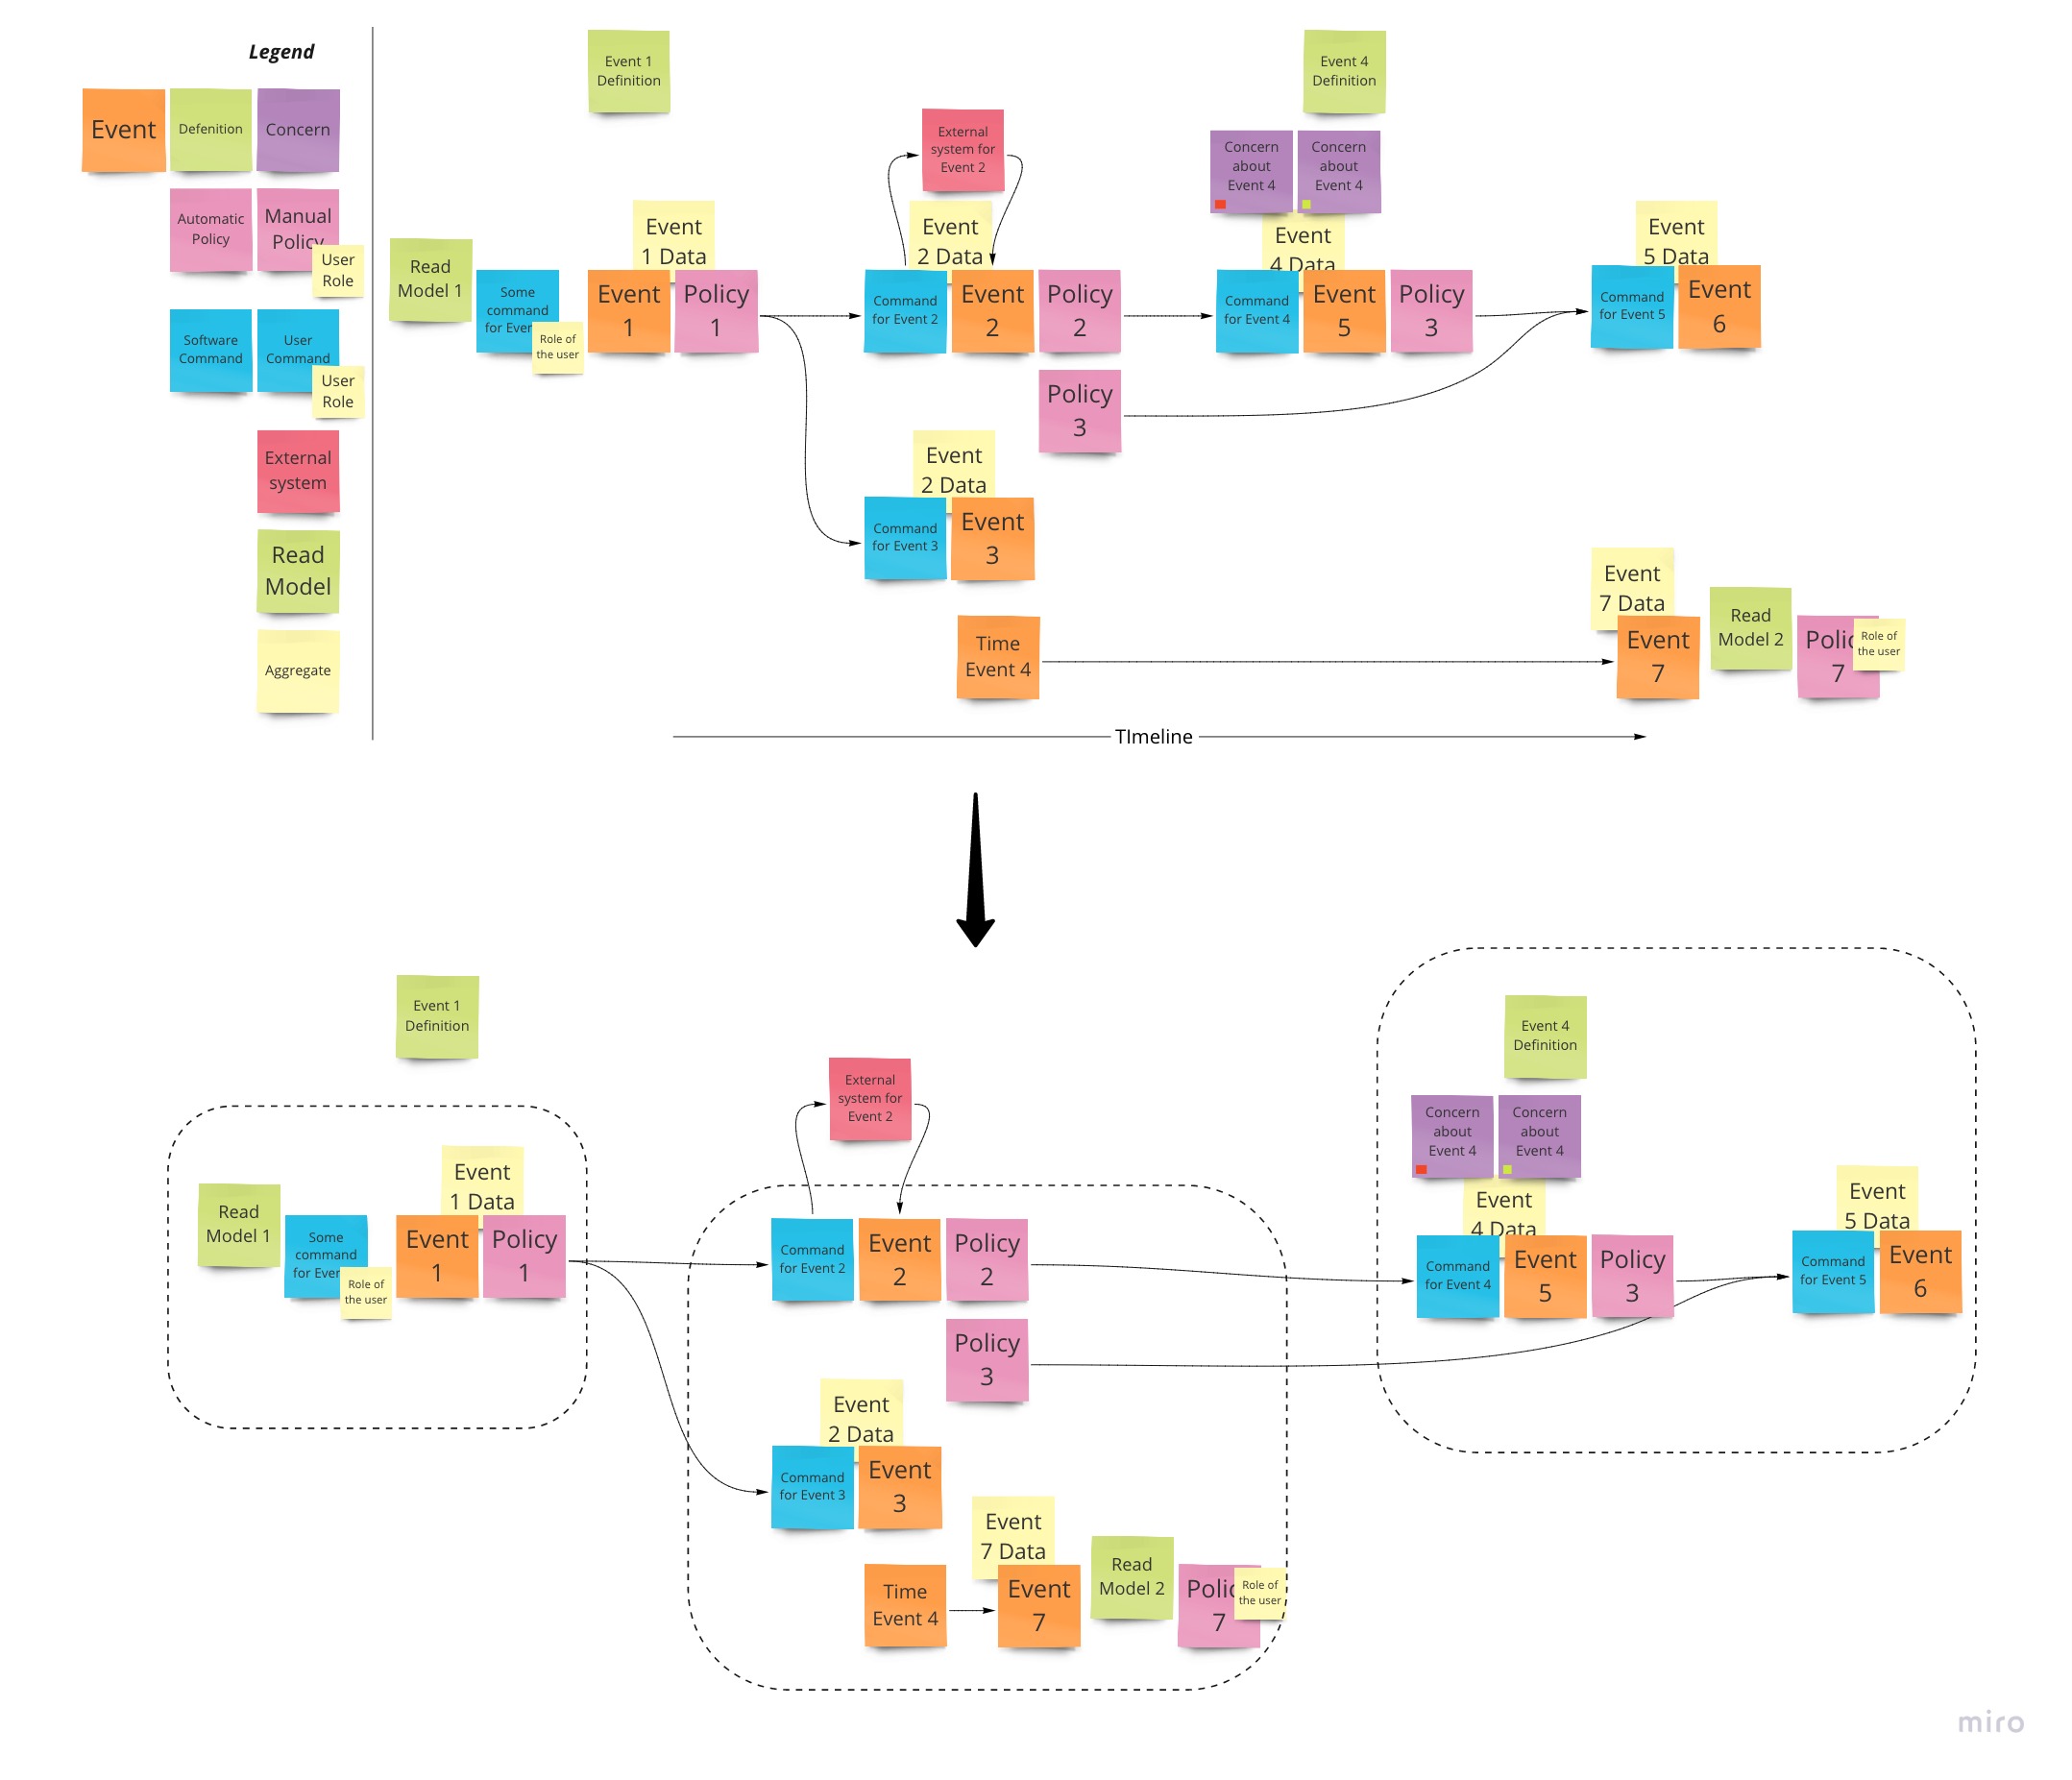 Legend
Event
Defenition
Concern
Automatic
Policy
Manual
Policy
User
Role
Software
Command
User
Command
User
Role
External
system
Read
Model
Aggregate
Event 1
Definition
Event 4
Definition
External
system for
Event 2
Concern
about
Event 4
Concern
about
Event 4
Read
Model 1
Some
command
for Even
Role of
the user
Event
1 Data
Event
1
Policy
1
Event
2 Data
Command
for Event 2
Event
2
Policy
2
Policy
3
Event
4 Data
Command
for Event 4
Event
5
Policy
3
Event
5 Data
Command
for Event 5
Event
6
Event
2 Data
Command
for Event 3
Event
3
Time
Event 4
Event
7 Data
Event
7
Read
Model 2
Polic
7
Role of
the user
TImeline
Event 1
Definition
Read
Model 1
Some
command
for Even
Role of
the user
Event
1 Data
Event
1
Policy
1
External
system for
Event 2
Command
for Event 2
Event
2
Policy
2
Policy
3
Event
2 Data
Command
for Event 3
Event
3
Time
Event 4
Event
7 Data
Event
7
Read
Model 2
Polic
7
Role of
the user
Event 4
Definition
Concern
about
Event 4
Concern
about
Event 4
Event
4 Data
Command
for Event 4
Event
5
Policy
3
Event
5 Data
Command
for Event 5
Event
6
miro